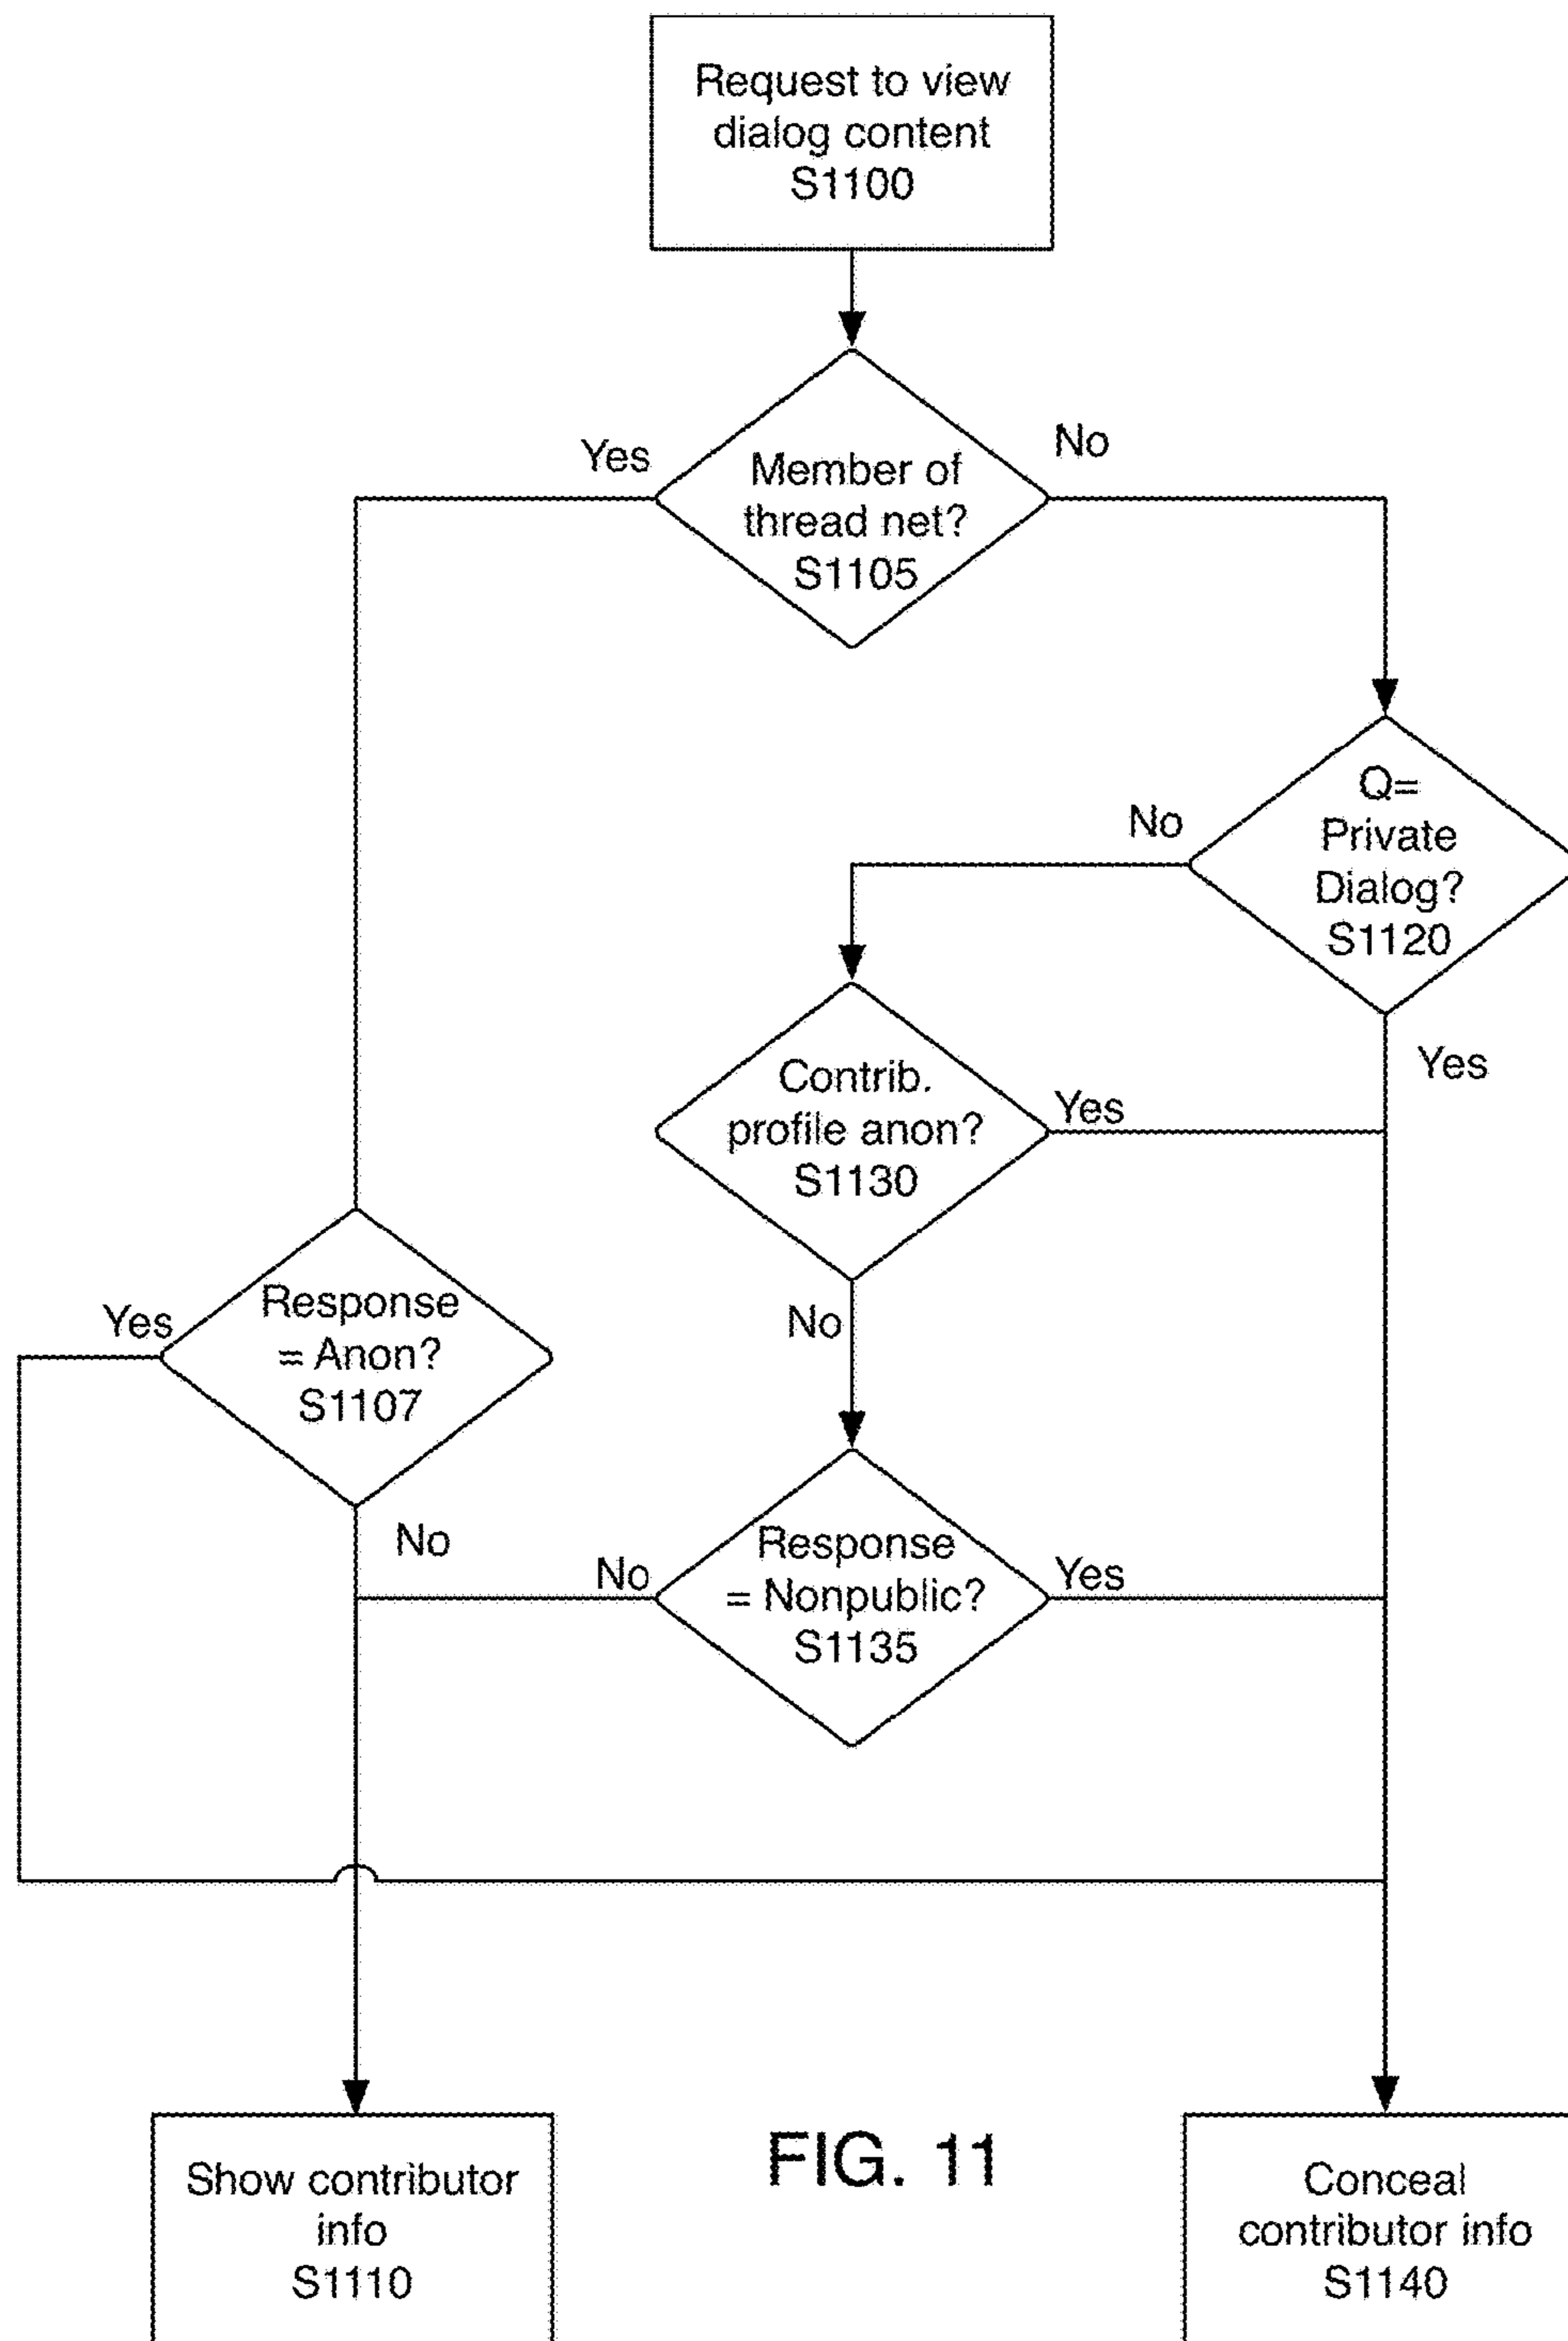 Request to view
dialog content
S1100
Yes
No
Member of
thread net?
S1105
Q=
Private
Dialog?
S1120
No
Yes
Contrib.
profile anon?
S1130
Yes
No
Response
= Anon?
S1107
Yes
No
Response
= Nonpublic?
S1135
No
Yes
Show contributor
info
S1110
FIG. 11
Conceal
contributor info
S1140